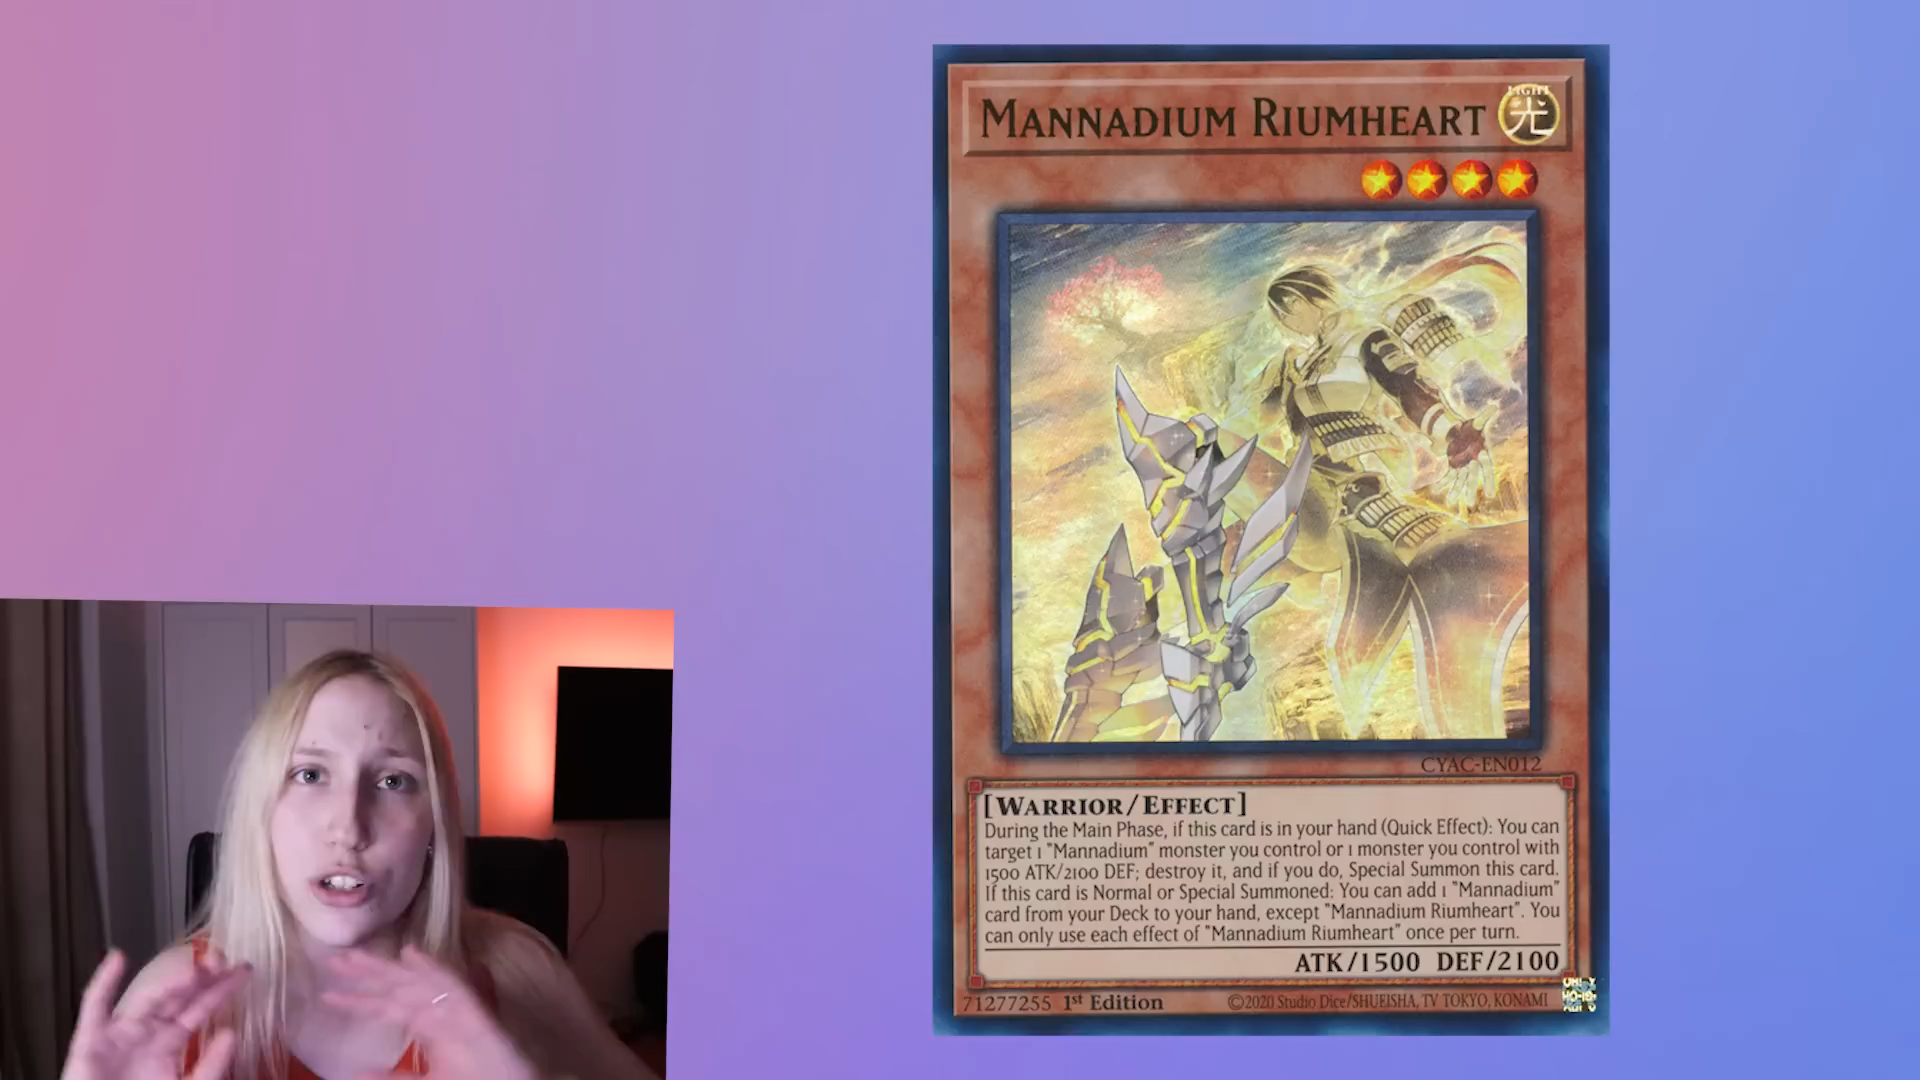 MANNADIUM RIUMHEART
LIGHT
光
CYAC-EN012
[WARRIOR/EFFECT]
During the Main Phase, if this card is in your hand (Quick Effect): You can
target 1 "Mannadium" monster you control or 1 monster you control with
1500 ATK/2100 DEF; destroy it, and if you do, Special Summon this card.
If this card is Normal or Special Summoned: You can add 1 "Mannadium"
card from your Deck to your hand, except "Mannadium Riumheart". You
can only use each effect of "Mannadium Riumheart" once per turn.
ATK/1500 DEF/2100
71277255 1st Edition
©2020 Studio Dice/SHUEISHA, TV TOKYO, KONAMI